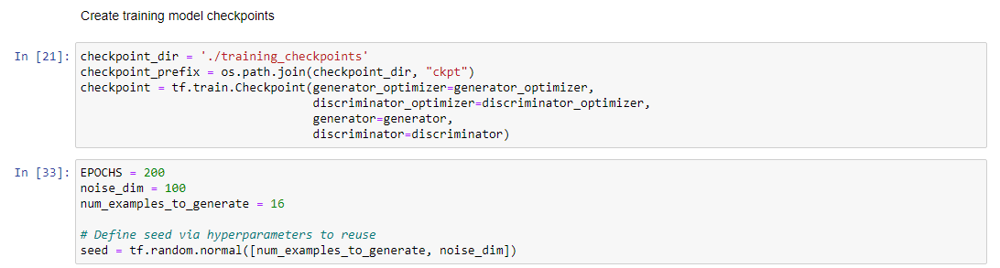 Create training model checkpoints
In [21]: checkpoint_dir = './training_checkpoints'
checkpoint_prefix = os.path.join(checkpoint_dir, "ckpt")
checkpoint = tf.train.Checkpoint(generator_optimizer=generator_optimizer,
discriminator_optimizer=discriminator_optimizer,
generator=generator,
discriminator=discriminator)
In [33]: EPOCHS = 200
noise_dim = 100
num_examples_to_generate = 16
# Define seed via hyperparameters to reuse
seed = tf.random.normal([num_examples_to_generate, noise_dim])